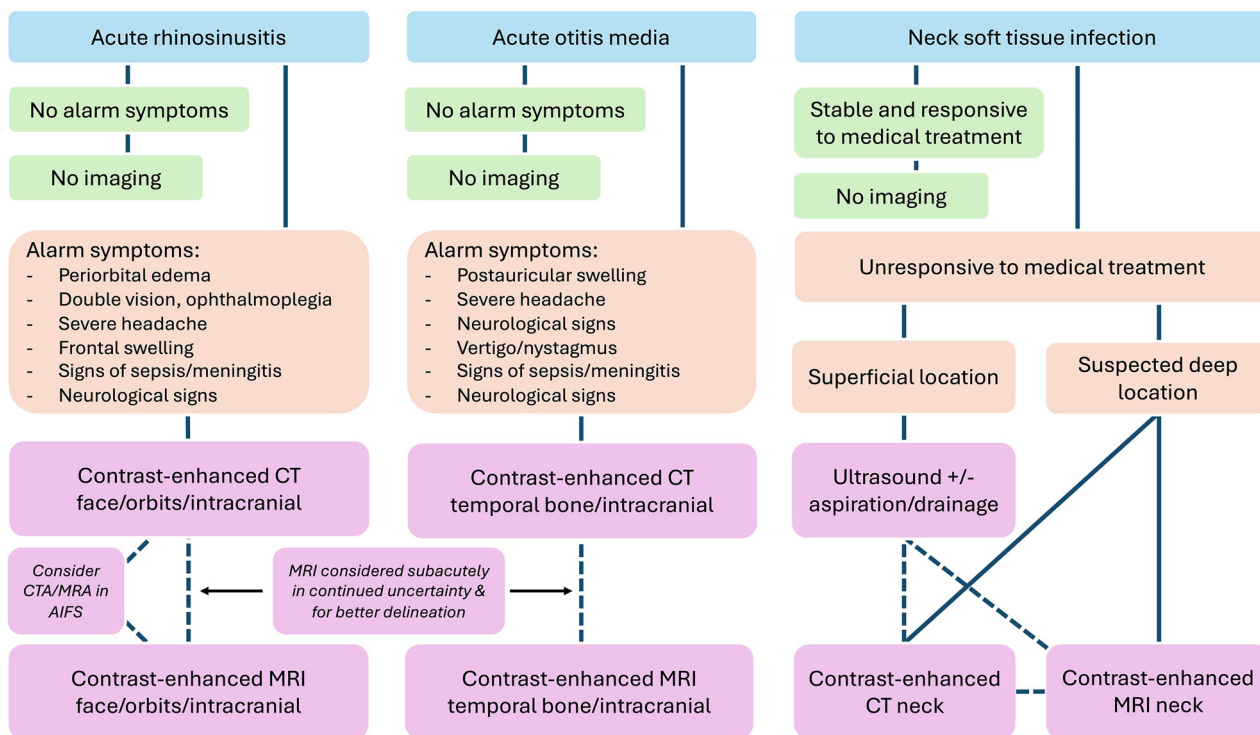 Acute rhinosinusitis
No alarm symptoms
No imaging
Alarm symptoms:
- Periorbital edema
- Double vision, ophthalmoplegia
- Severe headache
- Frontal swelling
- Signs of sepsis/meningitis
- Neurological signs
Contrast-enhanced CT
face/orbits/intracranial
Consider
CTA/MRA in
AIFS
MRI considered subacutely
in continued uncertainty &
for better delineation
Contrast-enhanced MRI
face/orbits/intracranial
Acute otitis media
No alarm symptoms
No imaging
Alarm symptoms:
- Postauricular swelling
- Severe headache
- Neurological signs
- Vertigo/nystagmus
- Signs of sepsis/meningitis
- Neurological signs
Contrast-enhanced CT
temporal bone/intracranial
Contrast-enhanced MRI
temporal bone/intracranial
Neck soft tissue infection
Stable and responsive
to medical treatment
No imaging
Unresponsive to medical treatment
Superficial location
Suspected deep
location
Ultrasound +/-
aspiration/drainage
Contrast-enhanced
CT neck
Contrast-enhanced
MRI neck